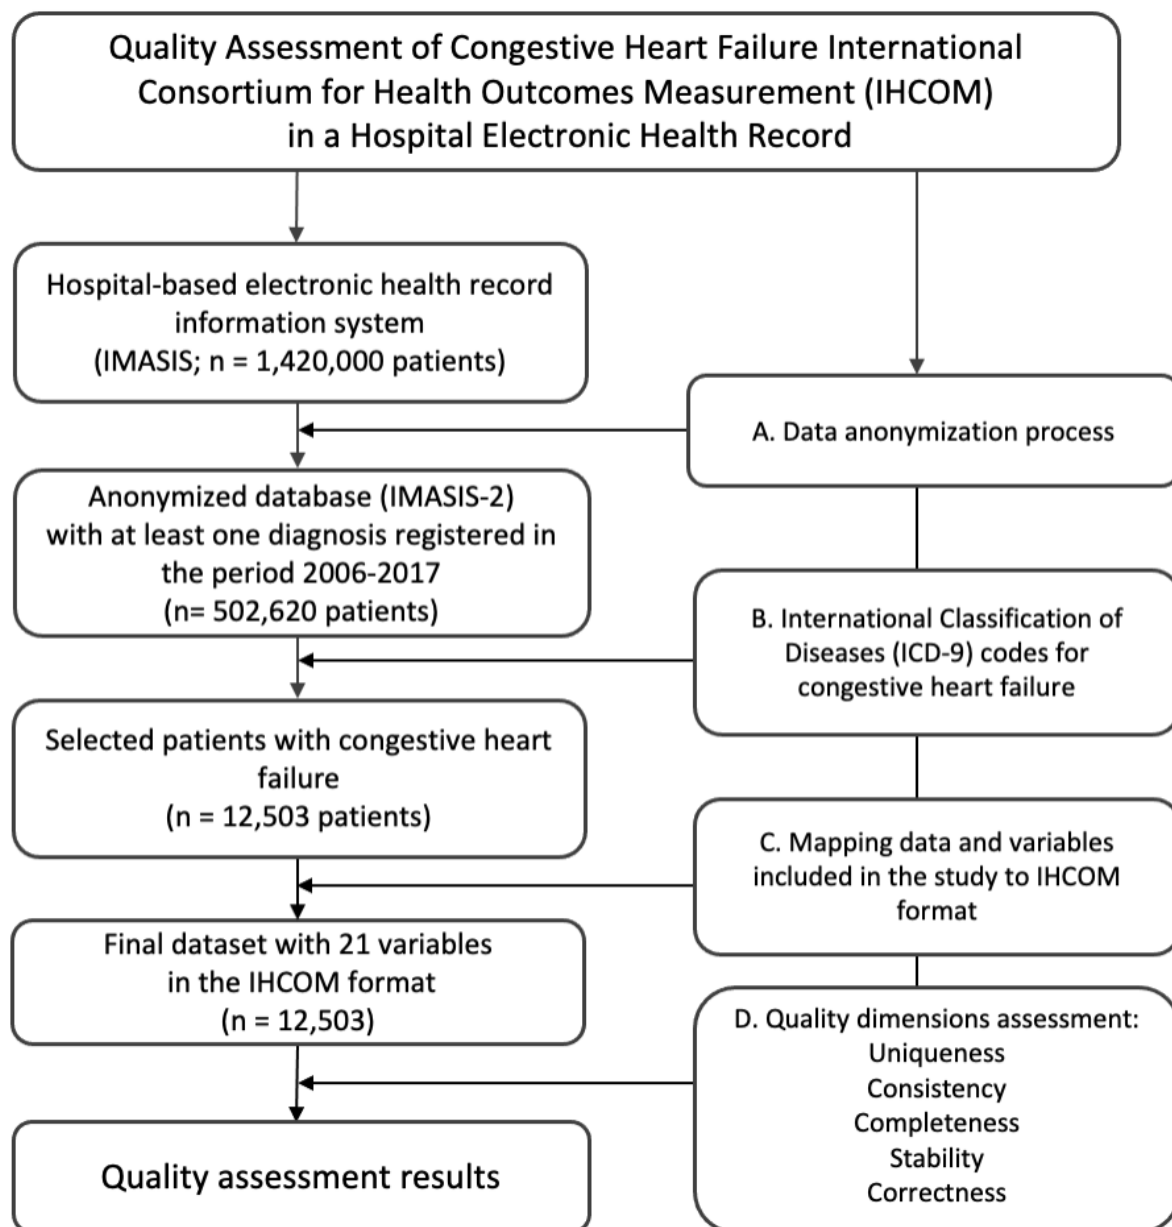 Quality Assessment of Congestive Heart Failure International
Consortium for Health Outcomes Measurement (IHCOM)
in a Hospital Electronic Health Record
Hospital-based electronic health record
information system
(IMASIS; n = 1,420,000 patients)
A. Data anonymization process
Anonymized database (IMASIS-2)
with at least one diagnosis registered in
the period 2006-2017
(n= 502,620 patients)
B. International Classification of
Diseases (ICD-9) codes for
congestive heart failure
Selected patients with congestive heart
failure
(n = 12,503 patients)
C. Mapping data and variables
included in the study to IHCOM
format
Final dataset with 21 variables
in the IHCOM format
(n = 12,503)
D. Quality dimensions assessment:
Uniqueness
Consistency
Completeness
Stability
Correctness
Quality assessment results